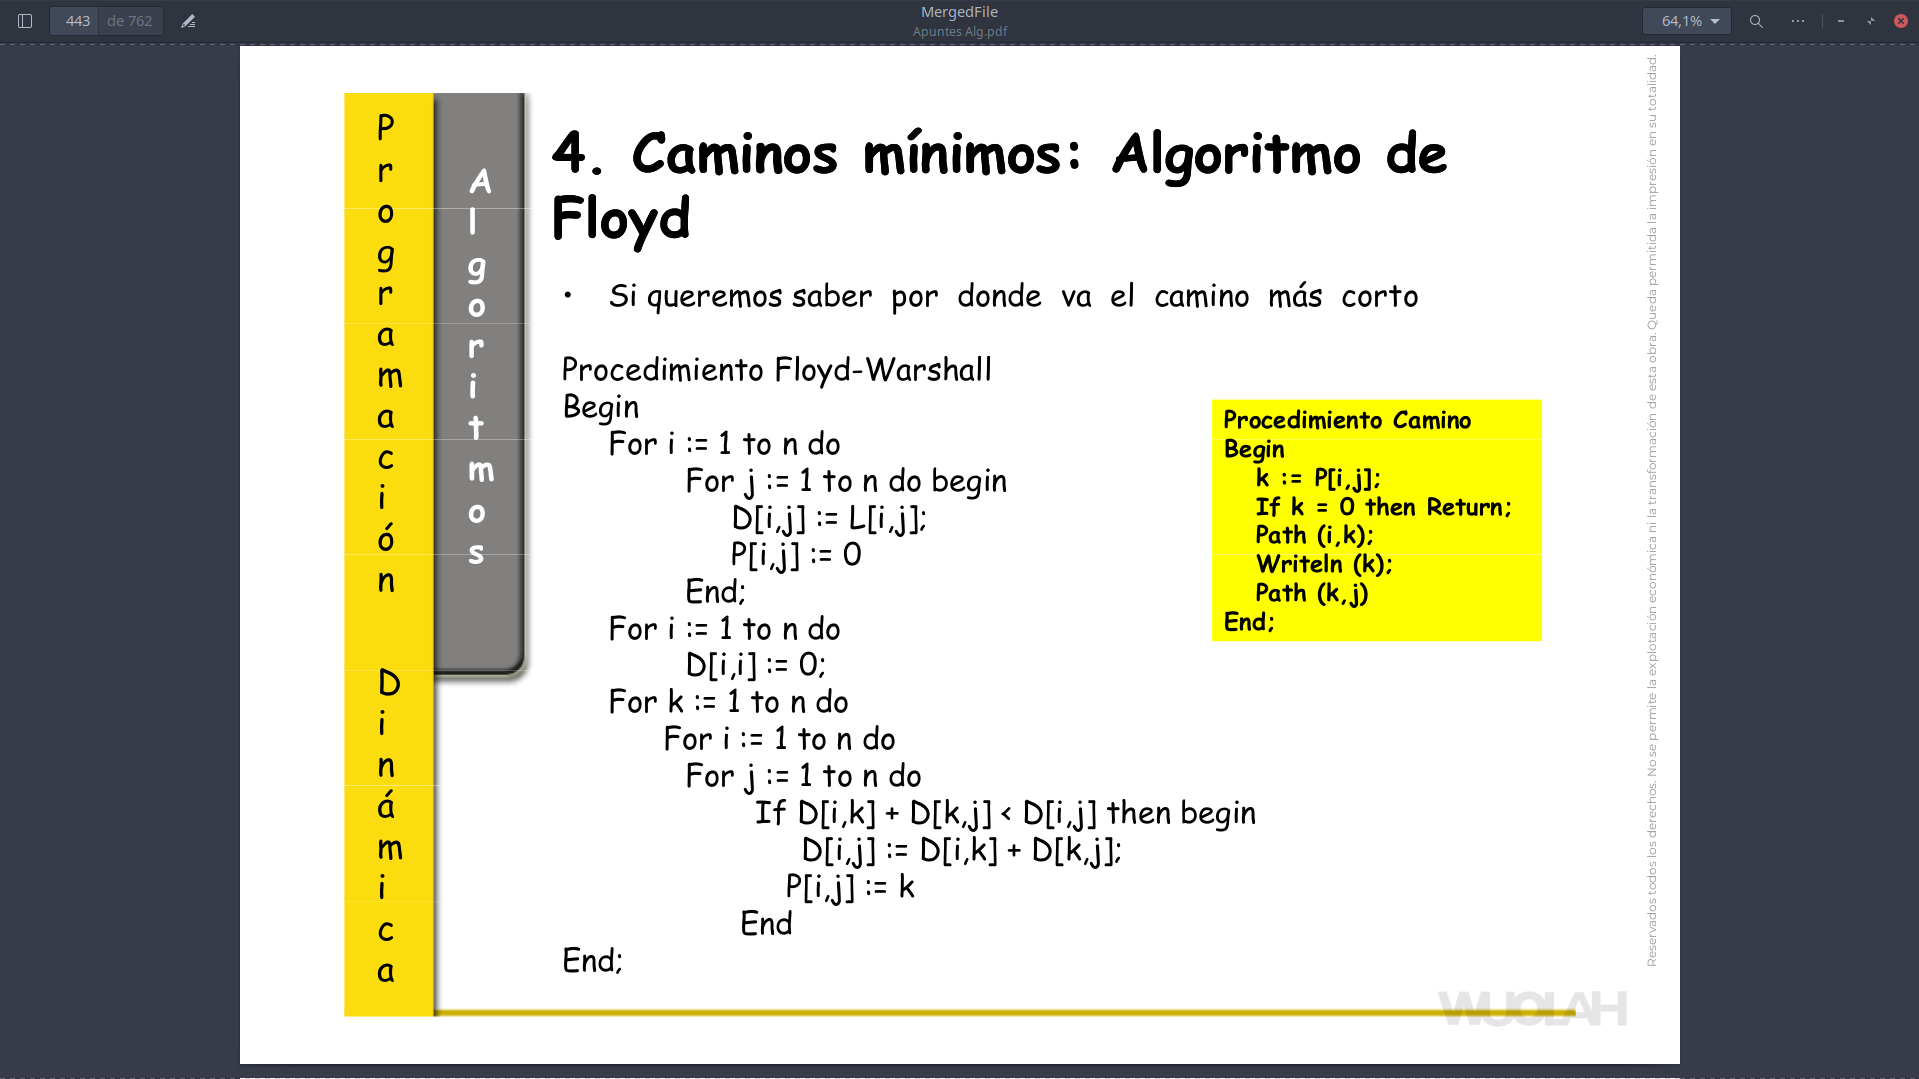 443 de 762
MergedFile
Apuntes Alg.pdf
64,1%
Programación Dinámica
Algoritmos
4. Caminos mínimos: Algoritmo de
Floyd
• Si queremos saber por donde va el camino más corto
Procedimiento Floyd-Warshall
Begin
For i := 1 to n do
For j := 1 to n do begin
D[i,j] := L[i,j];
P[i,j] := 0
End;
For i := 1 to n do
D[i,i] := 0;
For k := 1 to n do
For i := 1 to n do
For j := 1 to n do
If D[i,k] + D[k,j] < D[i,j] then begin
D[i,j] := D[i,k] + D[k,j];
P[i,j] := k
End
End;
Procedimiento Camino
Begin
k := P[i,j];
If k = 0 then Return;
Path (i,k);
Writeln (k);
Path (k,j)
End;
Reservados todos los derechos. No se permite la explotación económica ni la transformación de esta obra. Queda permitida la impresión en su totalidad.
WUOLAH